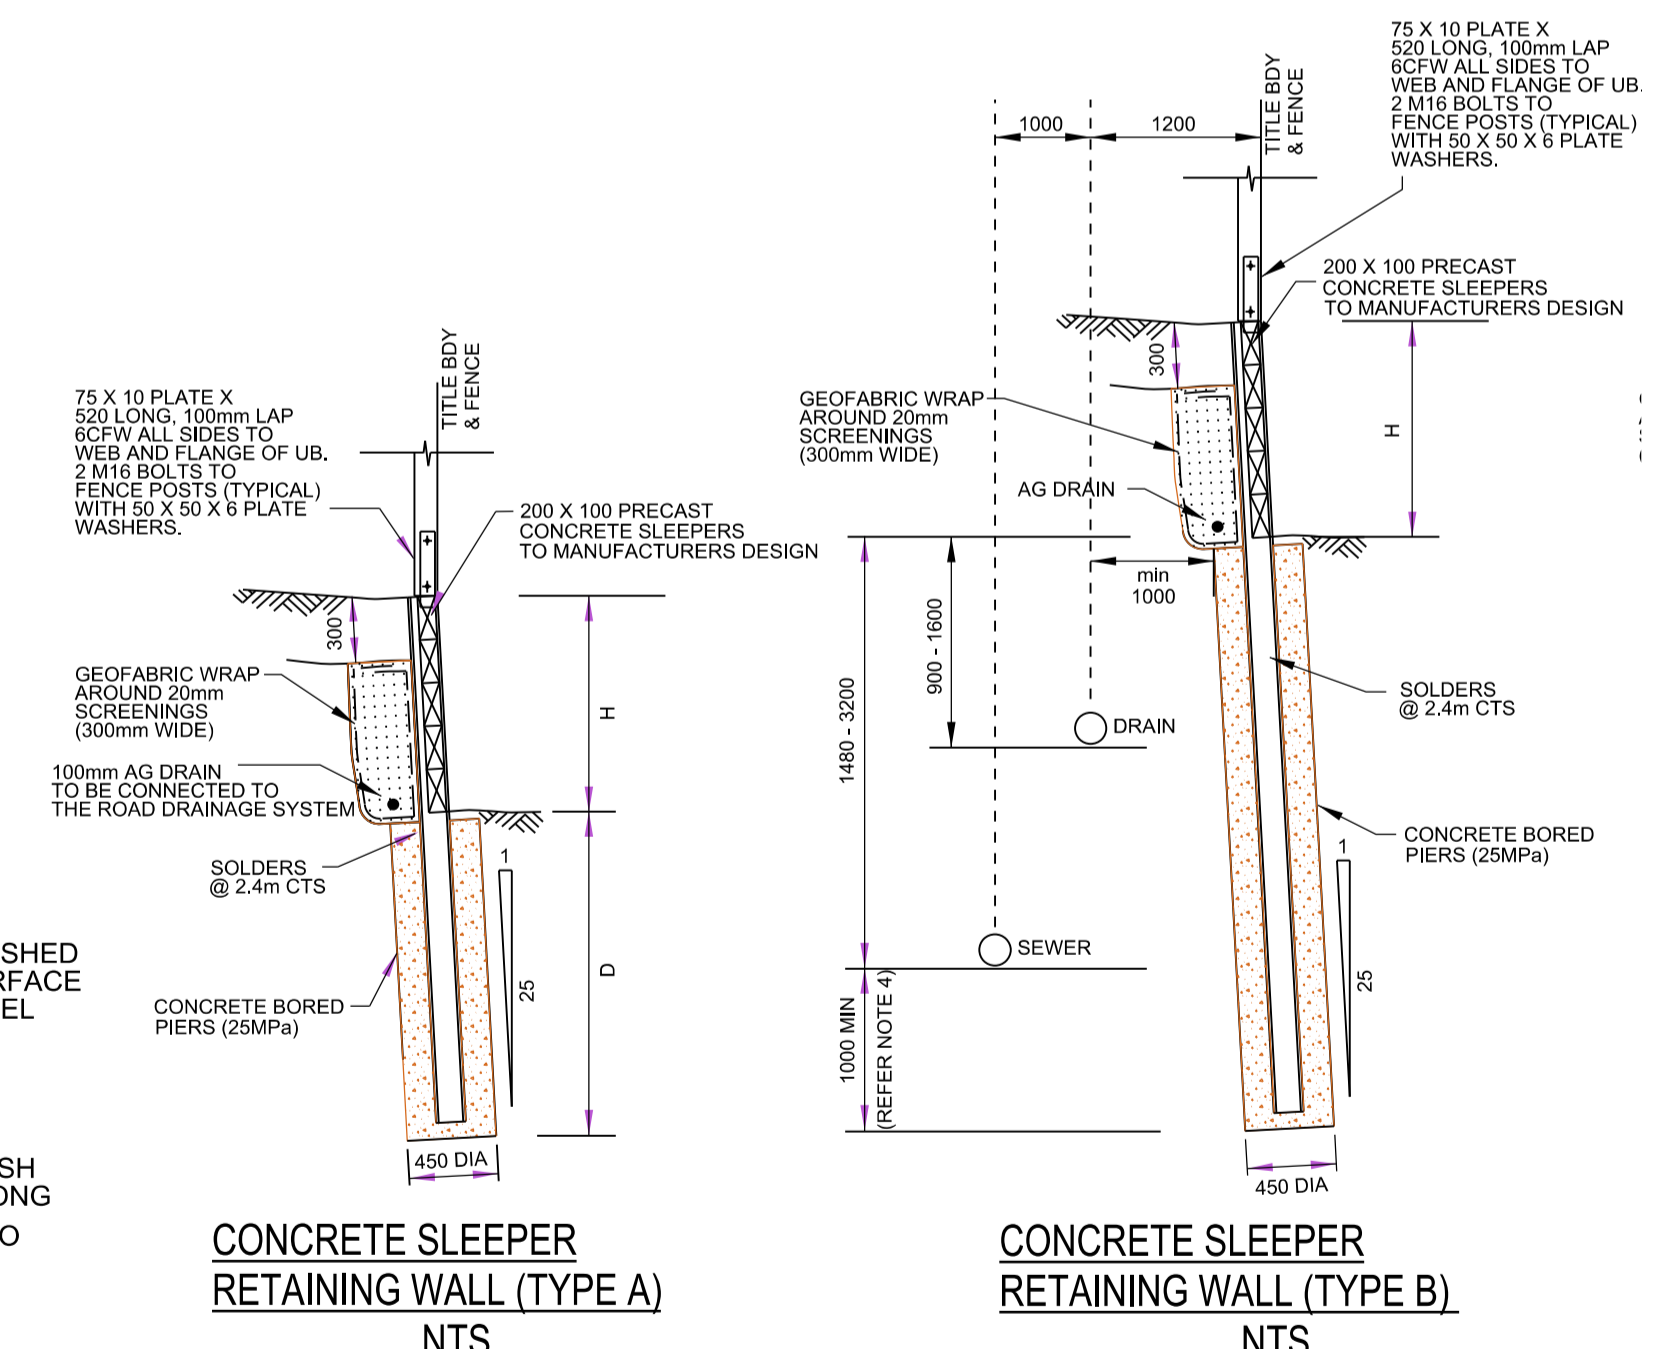 75 X 10 PLATE X
520 LONG, 100mm LAP
6CFW ALL SIDES TO
WEB AND FLANGE OF UB.
2 M16 BOLTS TO
FENCE POSTS (TYPICAL)
WITH 50 X 50 X 6 PLATE
WASHERS.
TITLE BDY
& FENCE
200 X 100 PRECAST
CONCRETE SLEEPERS
TO MANUFACTURERS DESIGN
300
GEOFABRIC WRAP
AROUND 20mm
SCREENINGS
(300mm WIDE)
H
100mm AG DRAIN
TO BE CONNECTED TO
THE ROAD DRAINAGE SYSTEM
SOLDERS
@ 2.4m CTS
1
25
D
CONCRETE BORED
PIERS (25MPa)
450 DIA
CONCRETE SLEEPER
RETAINING WALL (TYPE A)
NTS
SHED
RFACE
EL
SH
ONG
O
75 X 10 PLATE X
520 LONG, 100mm LAP
6CFW ALL SIDES TO
WEB AND FLANGE OF UB.
2 M16 BOLTS TO
FENCE POSTS (TYPICAL)
WITH 50 X 50 X 6 PLATE
WASHERS.
1000
1200
TITLE BDY
& FENCE
200 X 100 PRECAST
CONCRETE SLEEPERS
TO MANUFACTURERS DESIGN
300
GEOFABRIC WRAP
AROUND 20mm
SCREENINGS
(300mm WIDE)
H
AG DRAIN
min
1000
900 - 1600
1480 - 3200
DRAIN
SOLDERS
@ 2.4m CTS
CONCRETE BORED
PIERS (25MPa)
SEWER
1
25
1000 MIN
(REFER NOTE 4)
450 DIA
CONCRETE SLEEPER
RETAINING WALL (TYPE B)
NTS